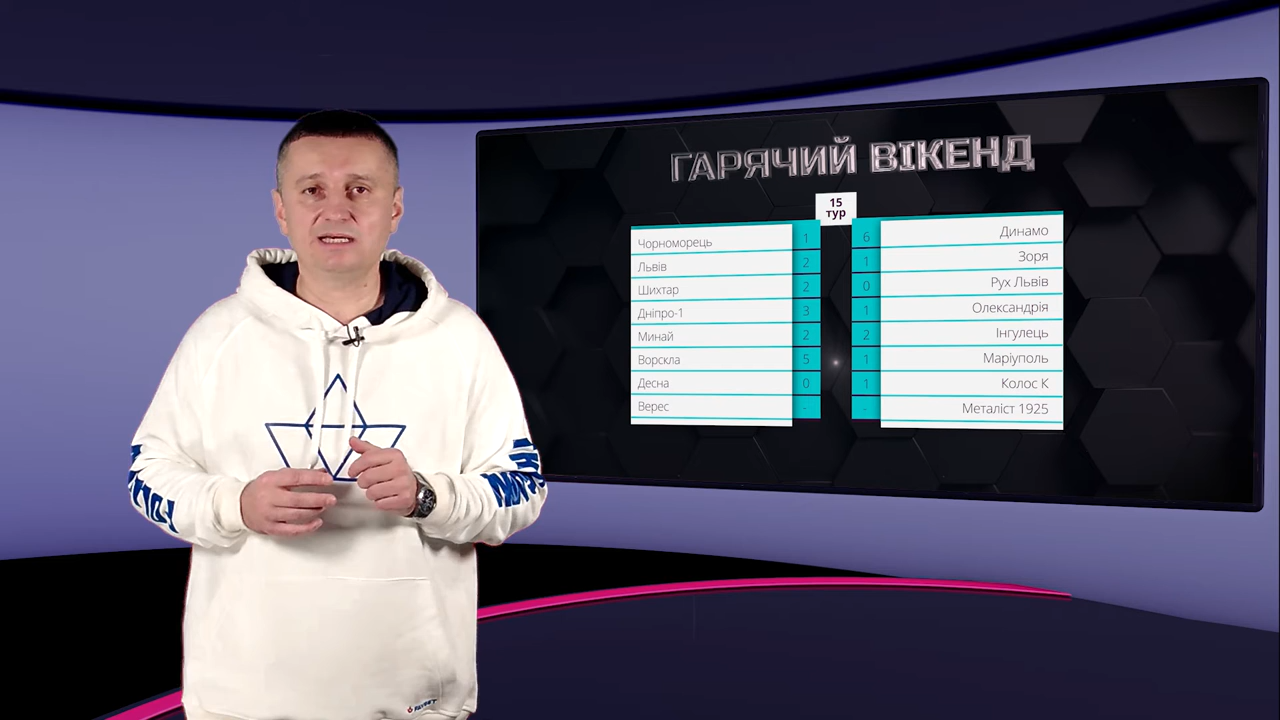 ГАРЯЧИЙ ВІКЕНД
15
тур
Чорноморець 1 6 Динамо
Львів 2 1 Зоря
Шихтар 2 0 Рух Львів
Дніпро-1 3 1 Олександрія
Минай 2 2 Інгулець
Ворскла 5 1 Маріуполь
Десна 0 1 Колос К
Верес - - Металіст 1925